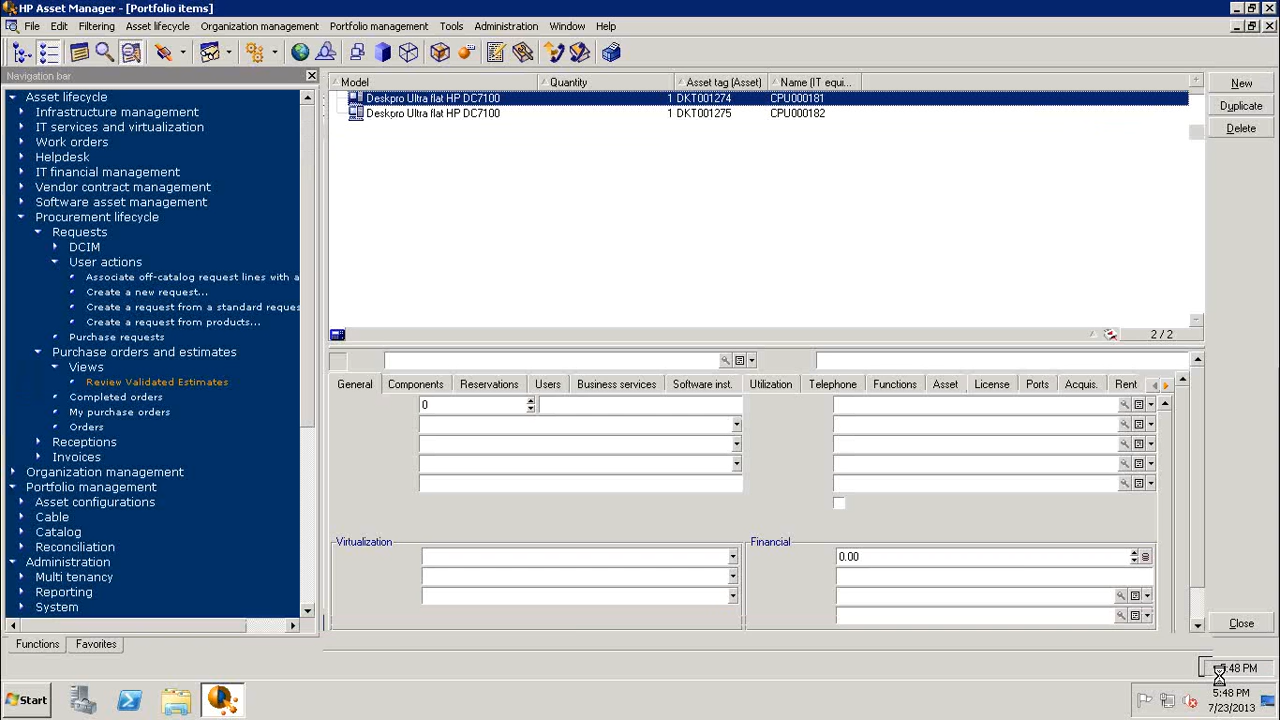 HP Asset Manager - [Portfolio items]
File Edit Filtering Asset lifecycle Organization management Portfolio management Tools Administration Window Help
Navigation bar
Asset lifecycle
Infrastructure management
IT services and virtualization
Work orders
Helpdesk
IT financial management
Vendor contract management
Software asset management
Procurement lifecycle
Requests
DCIM
User actions
Associate off-catalog request lines with a
Create a new request...
Create a request from a standard reques
Create a request from products...
Purchase requests
Purchase orders and estimates
Views
Review Validated Estimates
Completed orders
My purchase orders
Orders
Receptions
Invoices
Organization management
Portfolio management
Asset configurations
Cable
Catalog
Reconciliation
Administration
Multi tenancy
Reporting
System
Functions Favorites
Model Quantity Asset tag (Asset) Name (IT equi...
Deskpro Ultra flat HP DC7100 1 DKT001274 CPU000181
Deskpro Ultra flat HP DC7100 1 DKT001275 CPU000182
2 / 2
New
Duplicate
Delete
General Components Reservations Users Business services Software inst. Utilization Telephone Functions Asset License Ports Acquis. Rent
0
Virtualization Financial
0.00
Close
5:48 PM
Start
5:48 PM
7/23/2013